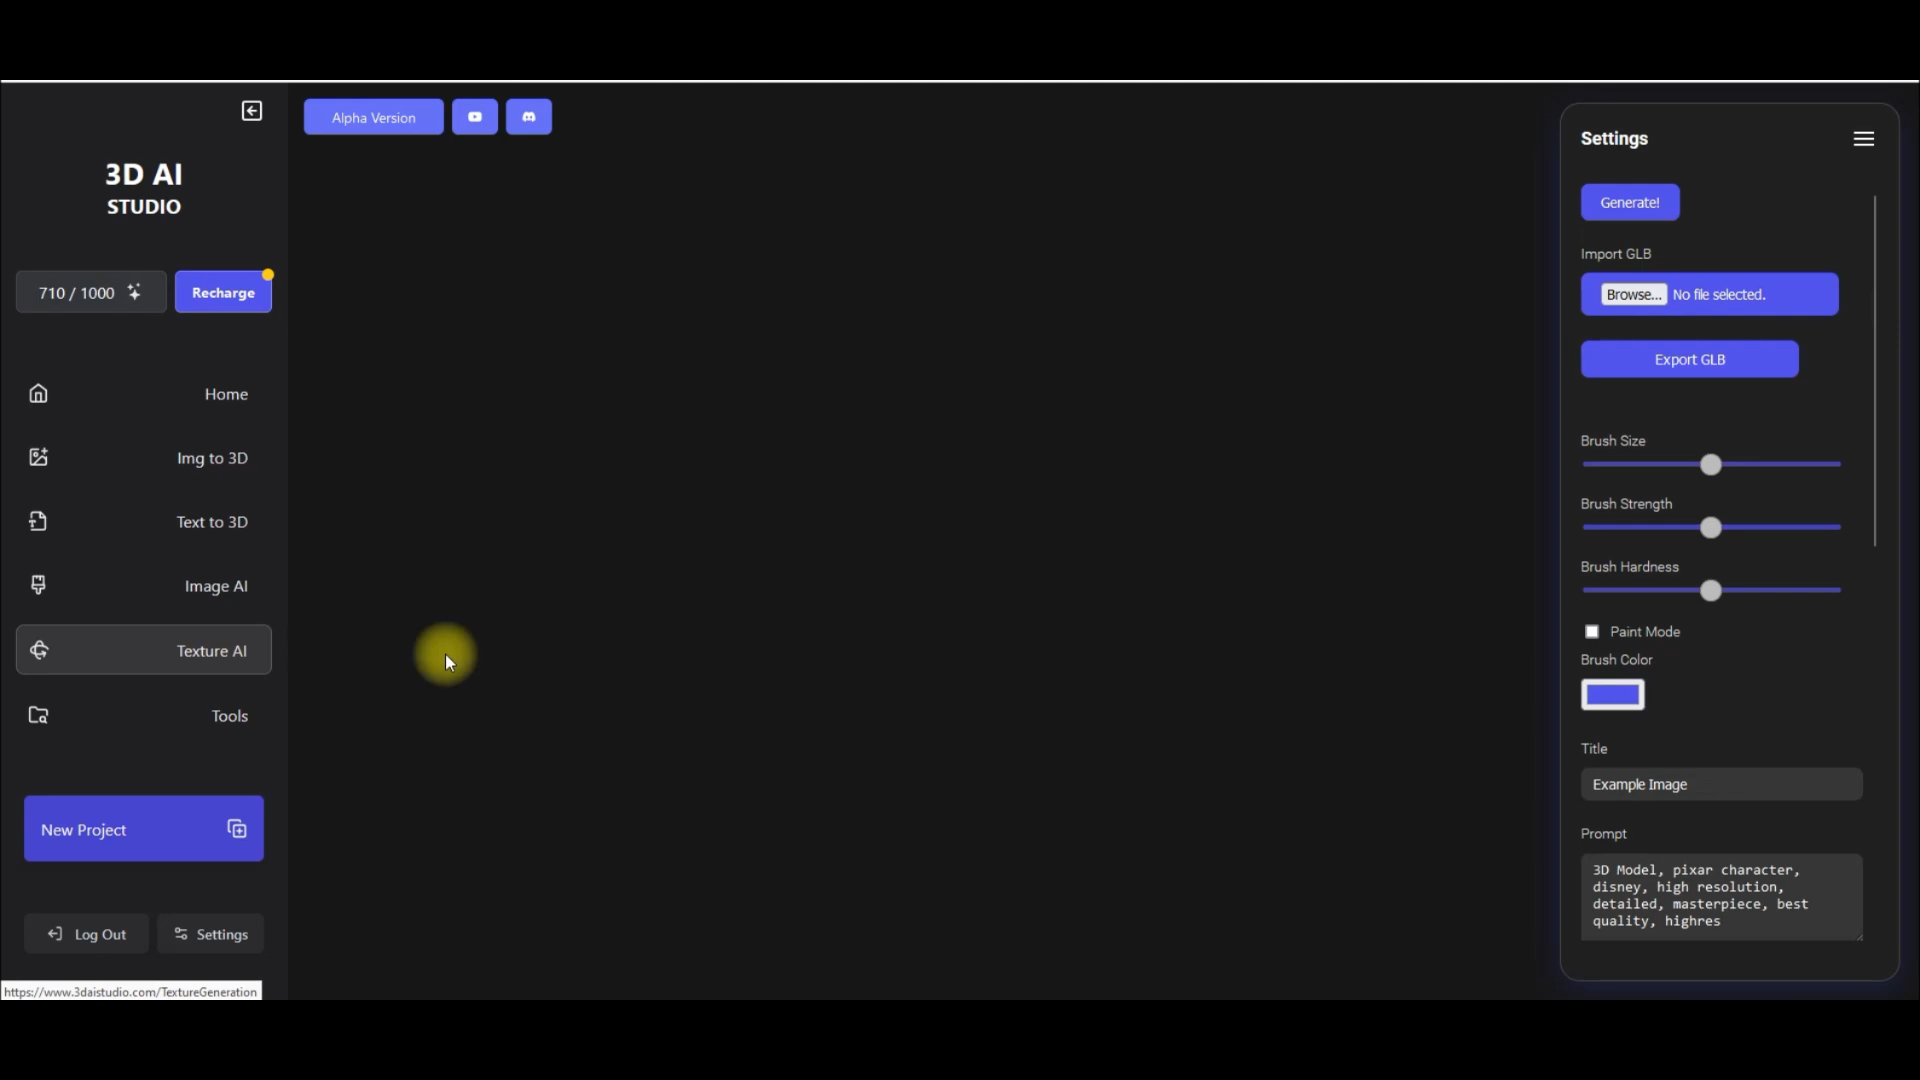 3D AI
STUDIO
710 / 1000
Recharge
Home
Img to 3D
Text to 3D
Image AI
Texture AI
Tools
New Project
Log Out
Settings
https://www.3daistudio.com/TextureGeneration
Alpha Version
Settings
Generate!
Import GLB
Browse... No file selected.
Export GLB
Brush Size
Brush Strength
Brush Hardness
Paint Mode
Brush Color
Title
Example Image
Prompt
3D Model, pixar character,
disney, high resolution,
detailed, masterpiece, best
quality, highres